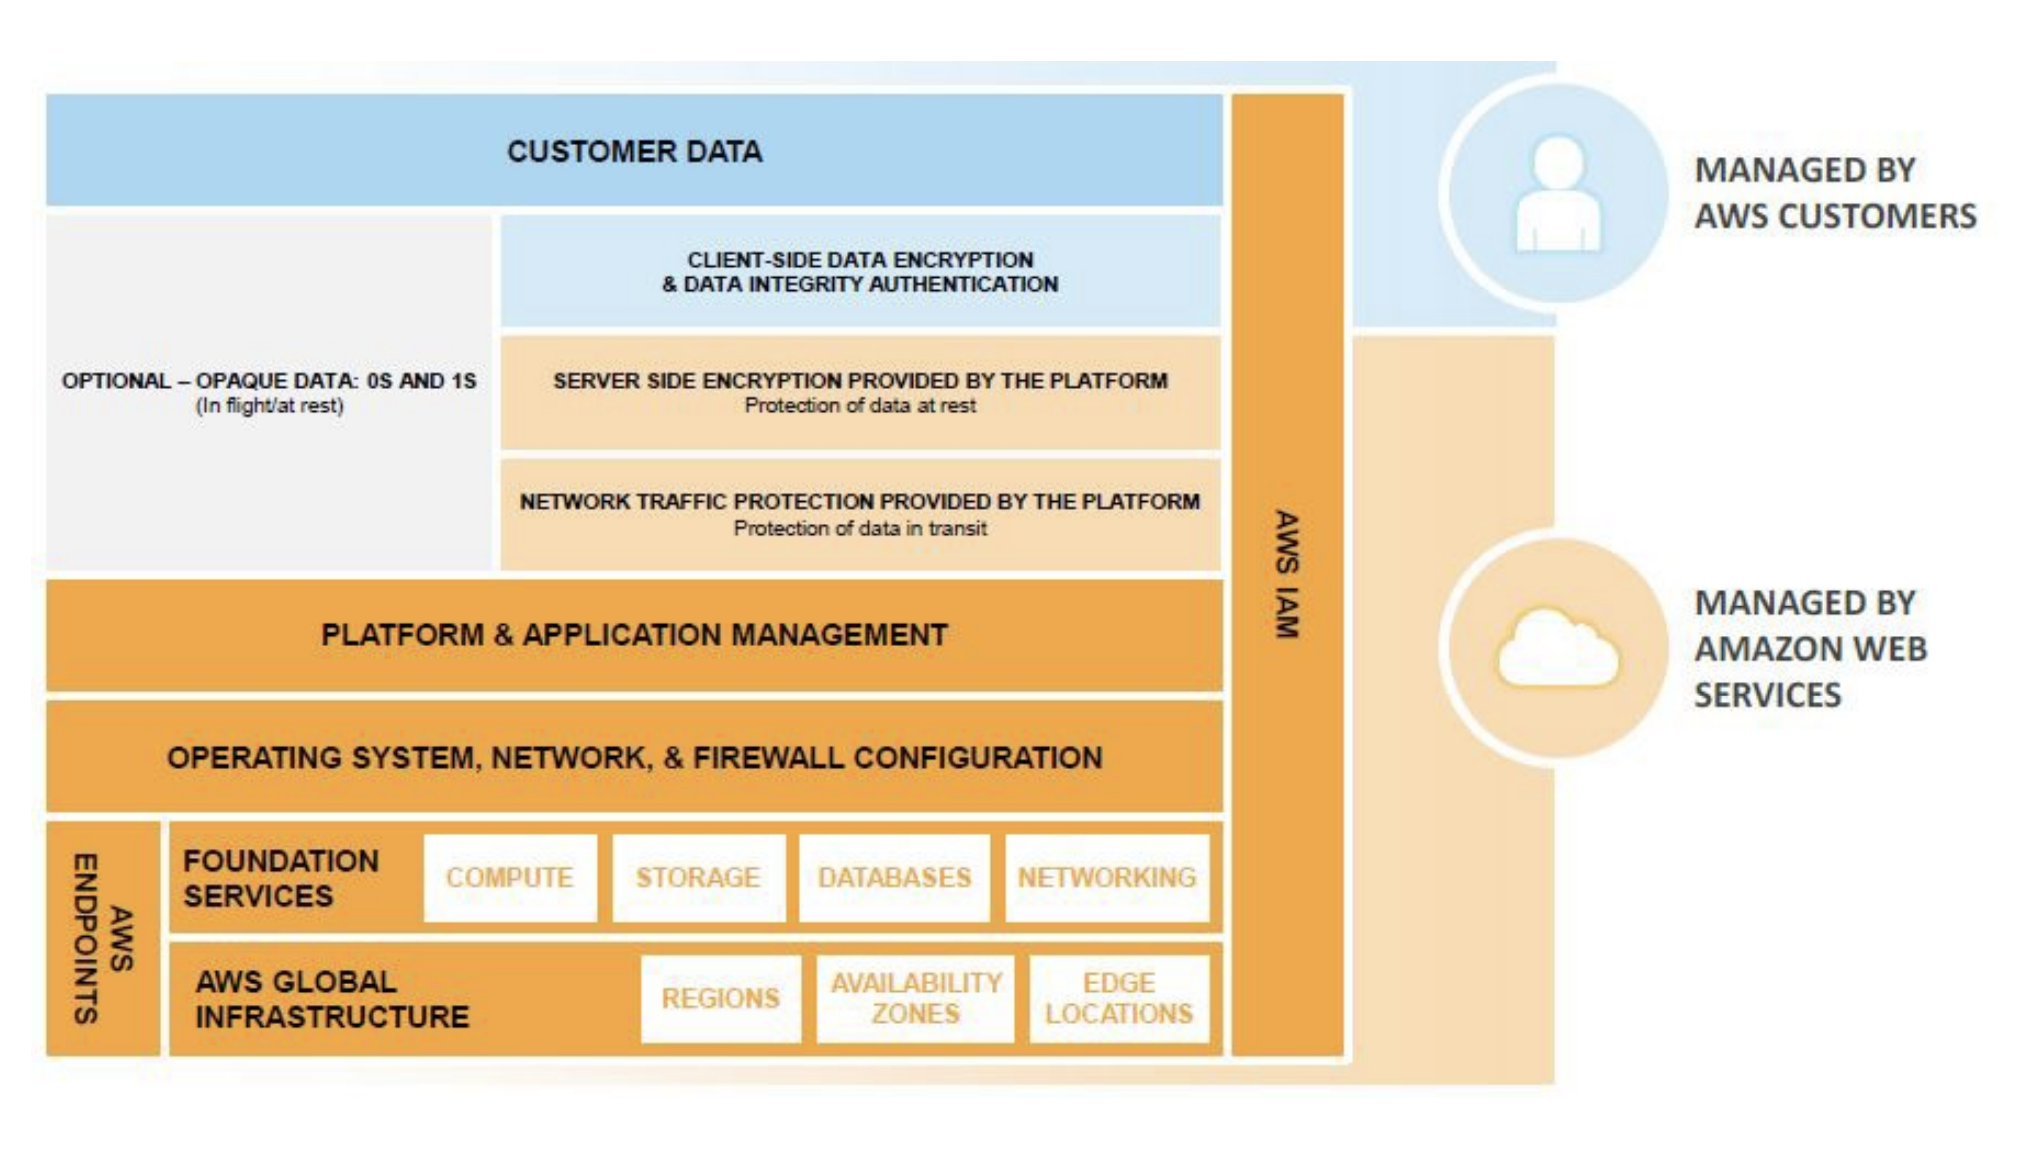 CUSTOMER DATA
CLIENT-SIDE DATA ENCRYPTION
& DATA INTEGRITY AUTHENTICATION
OPTIONAL – OPAQUE DATA: 0S AND 1S
(In flight/at rest)
SERVER SIDE ENCRYPTION PROVIDED BY THE PLATFORM
Protection of data at rest
NETWORK TRAFFIC PROTECTION PROVIDED BY THE PLATFORM
Protection of data in transit
PLATFORM & APPLICATION MANAGEMENT
OPERATING SYSTEM, NETWORK, & FIREWALL CONFIGURATION
AWS
ENDPOINTS
FOUNDATION
SERVICES
COMPUTE
STORAGE
DATABASES
NETWORKING
AWS GLOBAL
INFRASTRUCTURE
REGIONS
AVAILABILITY
ZONES
EDGE
LOCATIONS
AWS IAM
MANAGED BY
AWS CUSTOMERS
MANAGED BY
AMAZON WEB
SERVICES